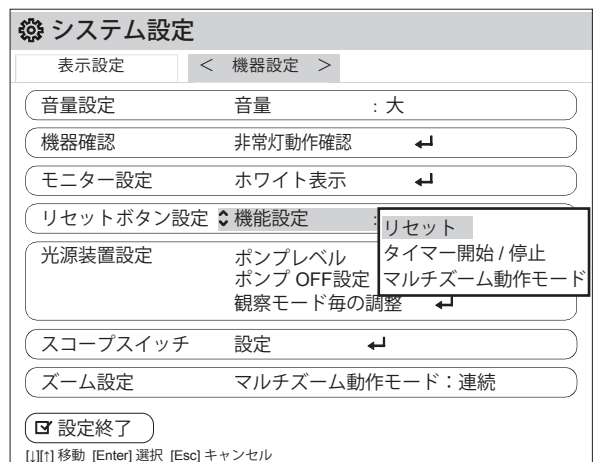 システム設定
表示設定 < 機器設定 >
音量設定 音量 : 大
機器確認 非常灯動作確認 ↵
モニター設定 ホワイト表示 ↵
リセットボタン設定 機能設定 :
リセット
タイマー開始 / 停止
マルチズーム動作モード
光源装置設定 ポンプレベル
ポンプ OFF設定
観察モード毎の調整 ↵
スコープスイッチ 設定 ↵
ズーム設定 マルチズーム動作モード：連続
設定終了
[↓][↑] 移動 [Enter] 選択 [Esc] キャンセル